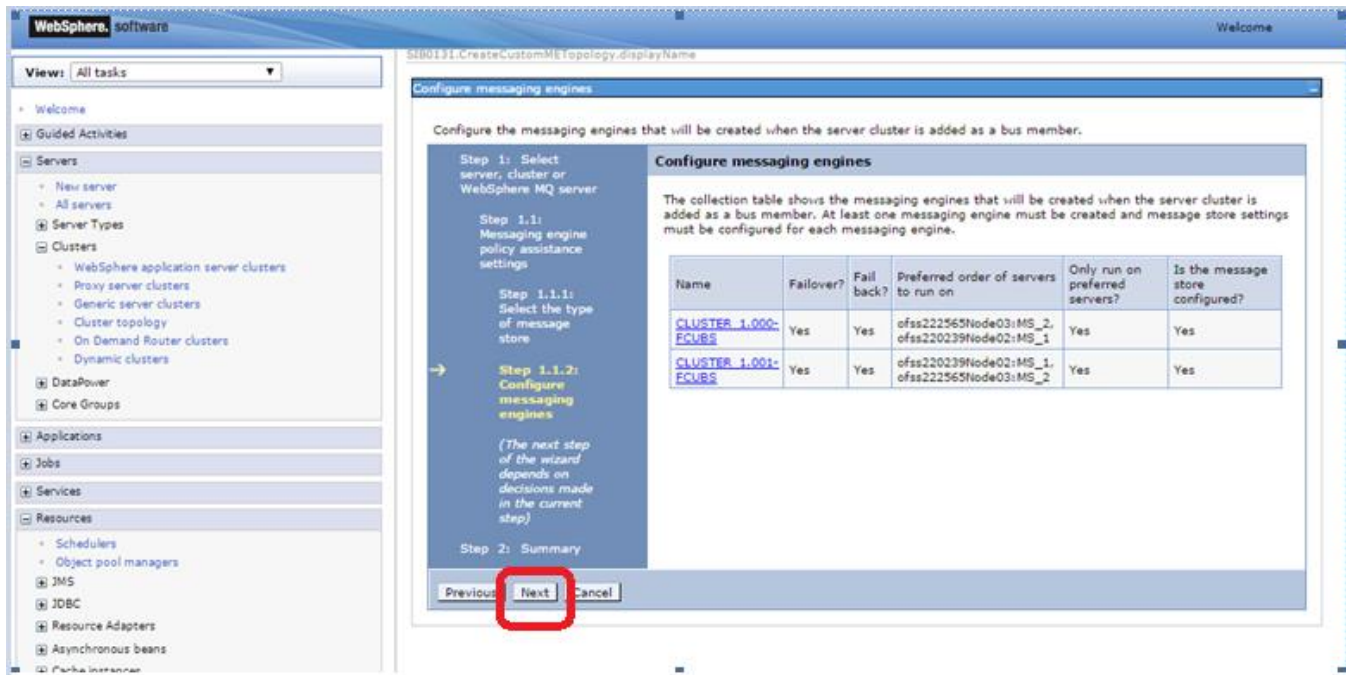 WebSphere. software
Welcome
View: All tasks
Welcome
Guided Activities
Servers
New server
All servers
Server Types
Clusters
WebSphere application server clusters
Proxy server clusters
Generic server clusters
Cluster topology
On Demand Router clusters
Dynamic clusters
DataPower
Core Groups
Applications
Jobs
Services
Resources
Schedulers
Object pool managers
JMS
JDBC
Resource Adapters
Asynchronous beans
Cache instances
SIB0131.CreateCustomMETopology.displayName
Configure messaging engines
Configure the messaging engines that will be created when the server cluster is added as a bus member.
Step 1: Select
server, cluster or
WebSphere MQ server
Step 1.1:
Messaging engine
policy assistance
settings
Step 1.1.1:
Select the type
of message
store
Step 1.1.2:
Configure
messaging
engines
(The next step
of the wizard
depends on
decisions made
in the current
step)
Step 2: Summary
Configure messaging engines
The collection table shows the messaging engines that will be created when the server cluster is
added as a bus member. At least one messaging engine must be created and message store settings
must be configured for each messaging engine.
Name
Failover?
Fail
back?
Preferred order of servers
to run on
Only run on
preferred
servers?
Is the message
store
configured?
CLUSTER_1.000-
FCUBS
Yes
Yes
ofss222565Node03:MS_2,
ofss220239Node02:MS_1
Yes
Yes
CLUSTER_1.001-
FCUBS
Yes
Yes
ofss220239Node02:MS_1,
ofss222565Node03:MS_2
Yes
Yes
Previous
Next
Cancel